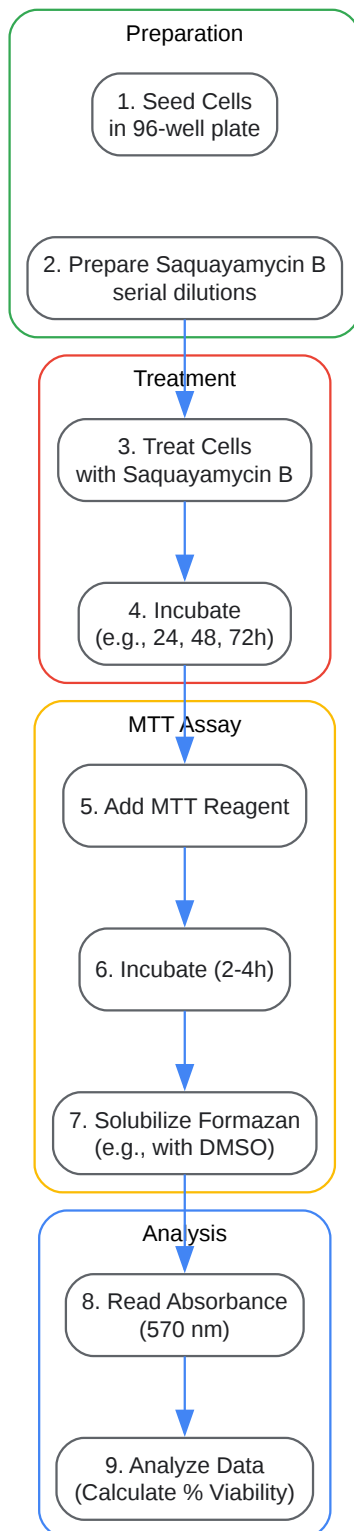 Preparation
1. Seed Cells
in 96-well plate
2. Prepare Saquayamycin B
serial dilutions
Treatment
3. Treat Cells
with Saquayamycin B
4. Incubate
(e.g., 24, 48, 72h)
MTT Assay
5. Add MTT Reagent
6. Incubate (2-4h)
7. Solubilize Formazan
(e.g., with DMSO)
Analysis
8. Read Absorbance
(570 nm)
9. Analyze Data
(Calculate % Viability)